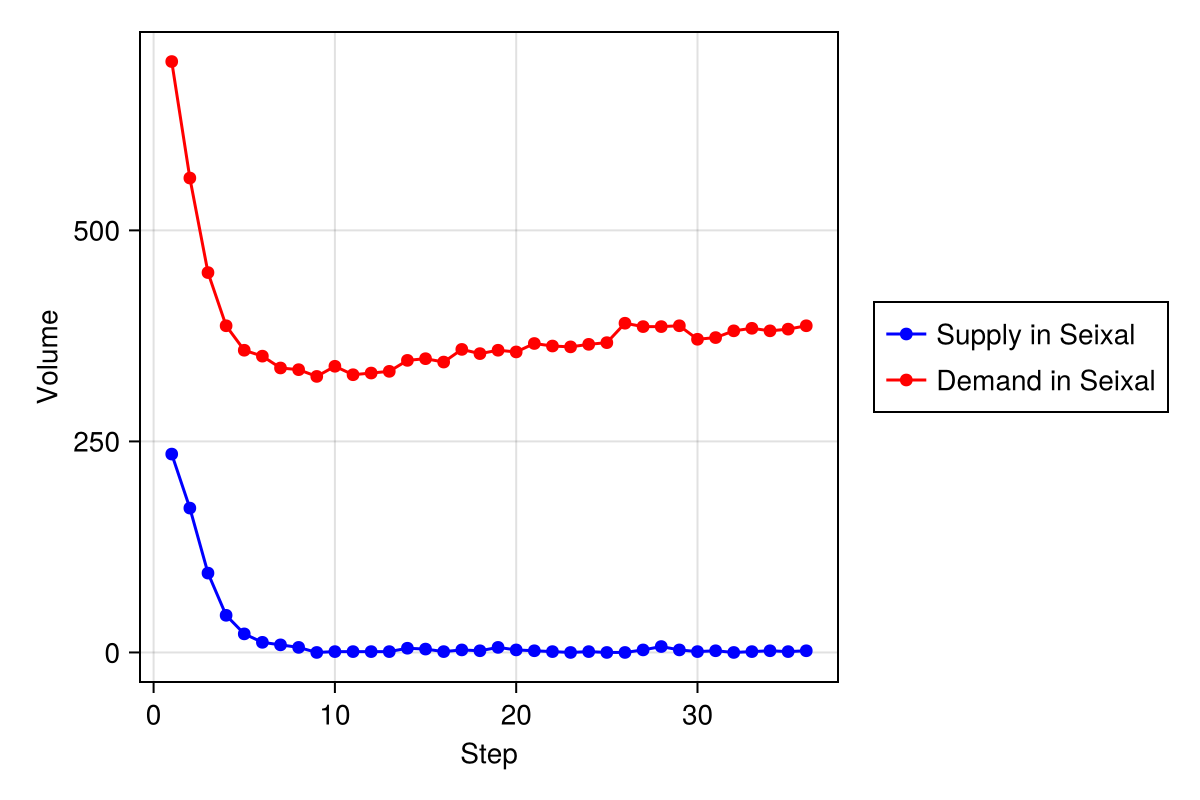 500
250
0
0 10 20 30
Volume
Step
Supply in Seixal
Demand in Seixal